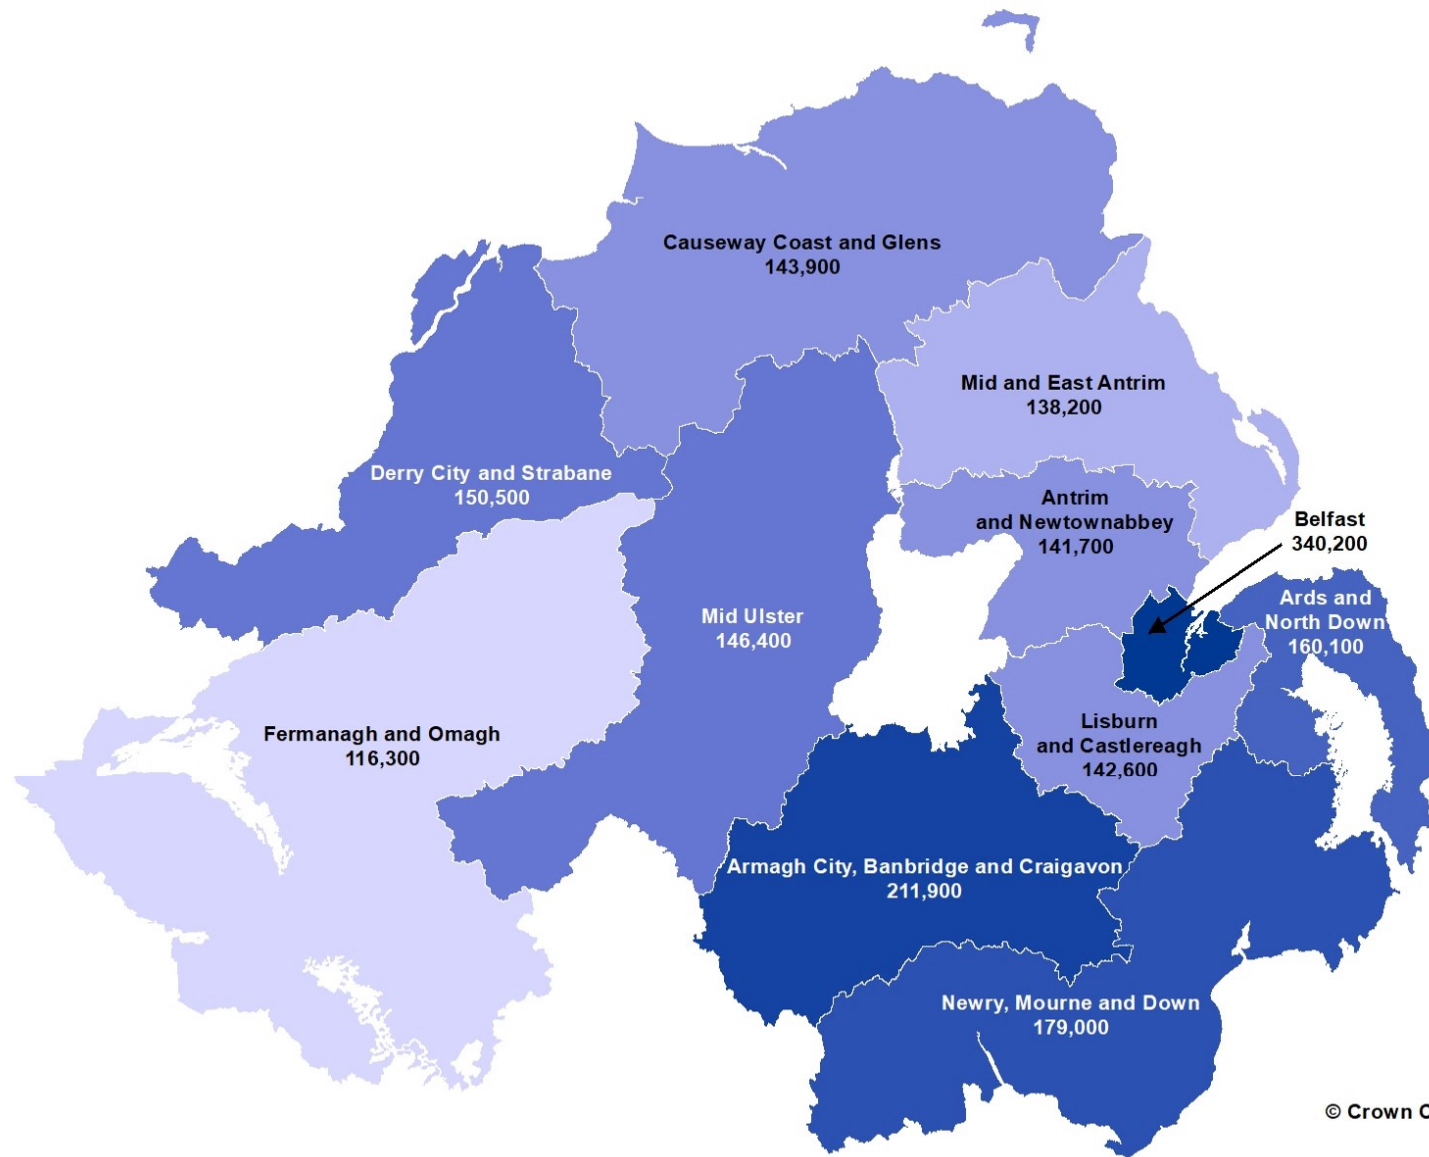 Causeway Coast and Glens
143,900
Mid and East Antrim
138,200
Derry City and Strabane
150,500
Antrim
and Newtownabbey
141,700
Belfast
340,200
Ards and
North Down
160,100
Mid Ulster
146,400
Fermanagh and Omagh
116,300
Lisburn
and Castlereagh
142,600
Armagh City, Banbridge and Craigavon
211,900
Newry, Mourne and Down
179,000
© Crown